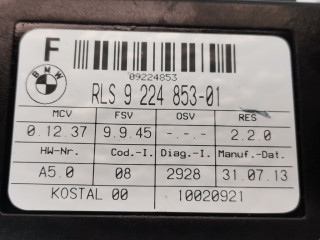 F
BMW
09224853
RLS 9 224 853-01
MCV FSV OSV RES
0.12.37 9.9.45 -.-.- 2.2.0
HW-Nr. Cod.-I. Diag.-I. Manuf.-Dat.
A5.0 08 2928 31.07.13
KOSTAL 00 10020921